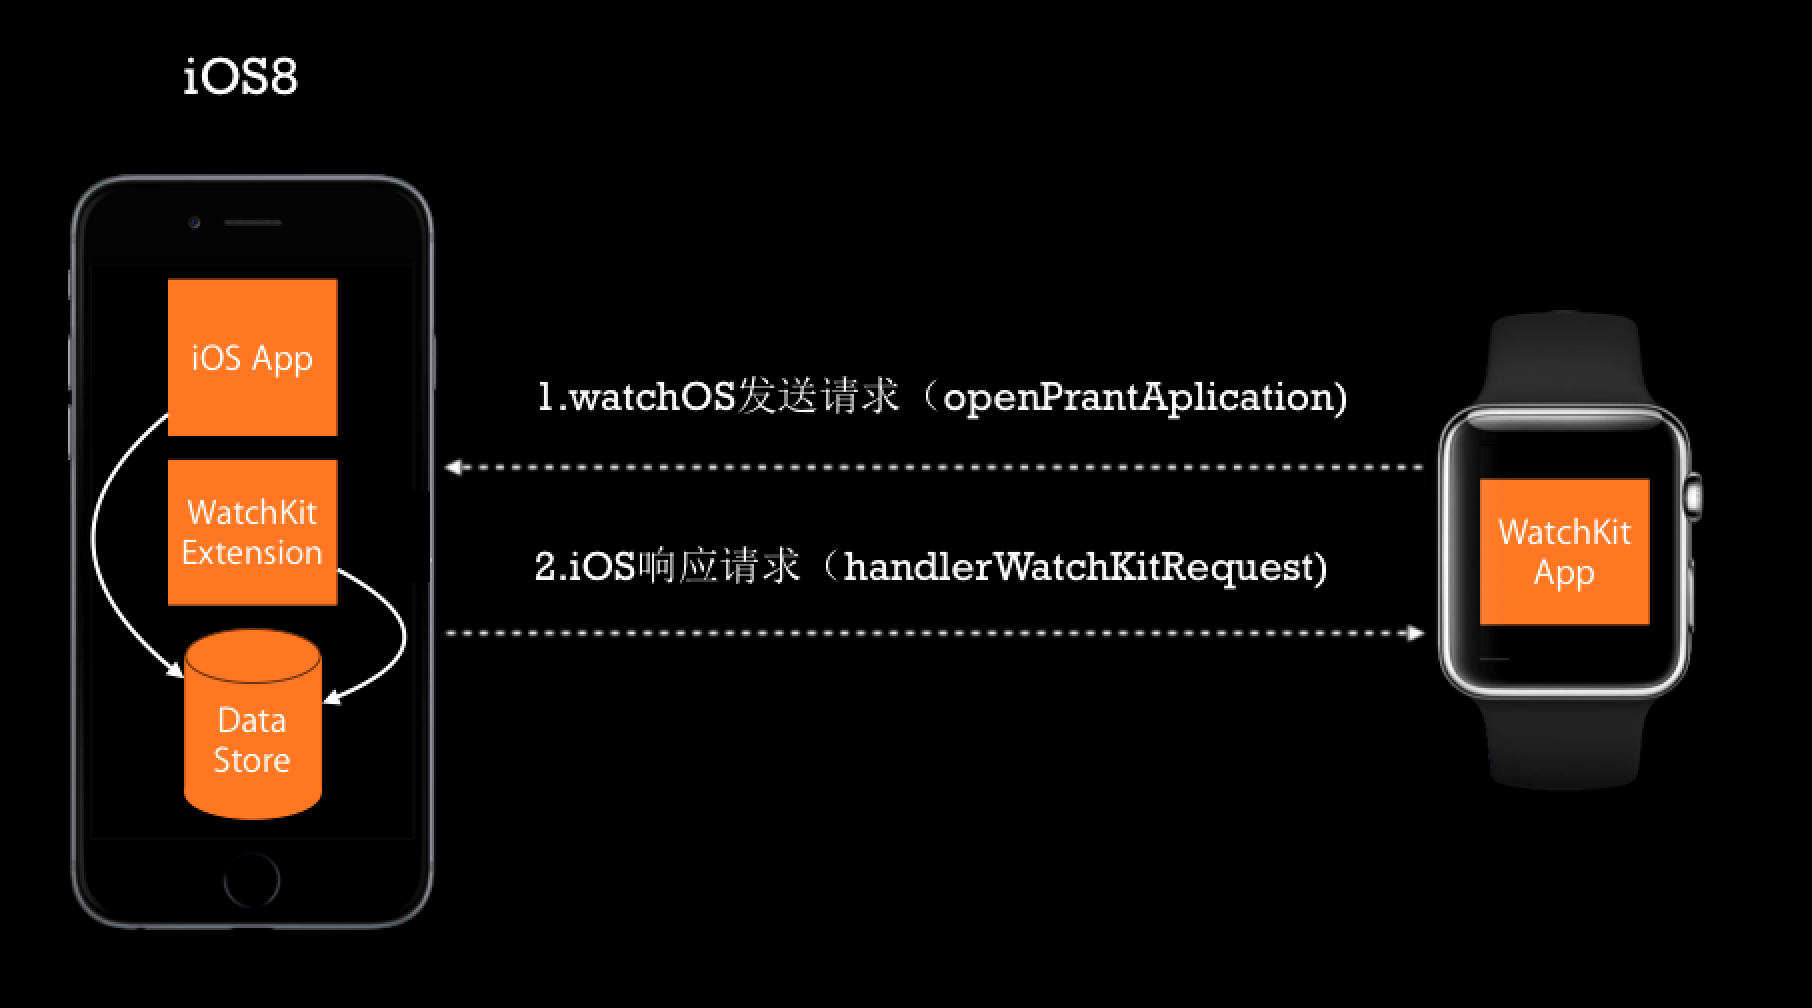 iOS8
iOS App
WatchKit
Extension
Data
Store
1.watchOS发送请求（openPrantAplication)
2.iOS响应请求（handlerWatchKitRequest)
WatchKit
App